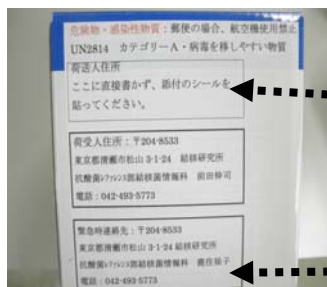 危険物・感染性物質：郵便の場合、航空機使用禁止
UN2814 カテゴリーA・病毒を移しやすい物質
荷送人住所
ここに直接書かず、添付のシールを
貼ってください。
荷受人住所：〒204-8533
東京都清瀬市松山 3-1-24 結核研究所
抗酸菌ﾚﾌｧﾚﾝｽ部結核菌情報科 前田伸司
電話：042-493-5773
緊急時連絡先：〒204-8533
東京都清瀬市松山 3-1-24 結核研究所
抗酸菌ﾚﾌｧﾚﾝｽ部結核菌情報科 鹿住祐子
電話：042-493-5773